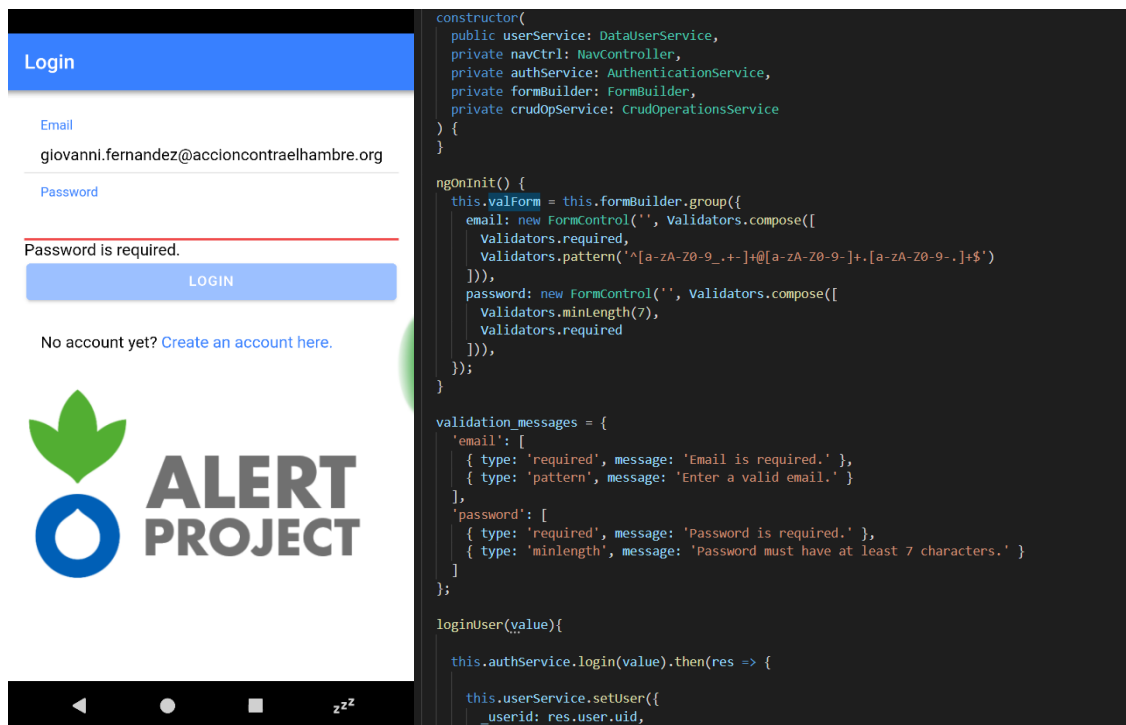 Login
Email
giovanni.fernandez@accioncontraelhambre.org
Password
Password is required.
LOGIN
No account yet? Create an account here.
ALERT
PROJECT
zzz
constructor(
  public userService: DataUserService,
  private navCtrl: NavController,
  private authService: AuthenticationService,
  private formBuilder: FormBuilder,
  private crudOpService: CrudOperationsService
) {
}
ngOnInit() {
  this.valForm = this.formBuilder.group({
    email: new FormControl('', Validators.compose([
      Validators.required,
      Validators.pattern('^[a-zA-Z0-9_.+-]+@[a-zA-Z0-9-]+.[a-zA-Z0-9-.]+$')
    ])),
    password: new FormControl('', Validators.compose([
      Validators.minLength(7),
      Validators.required
    ])),
  });
}
validation_messages = {
  'email': [
    { type: 'required', message: 'Email is required.' },
    { type: 'pattern', message: 'Enter a valid email.' }
  ],
  'password': [
    { type: 'required', message: 'Password is required.' },
    { type: 'minlength', message: 'Password must have at least 7 characters.' }
  ]
};
loginUser(value){
  this.authService.login(value).then(res => {
    this.userService.setUser({
      _userid: res.user.uid,